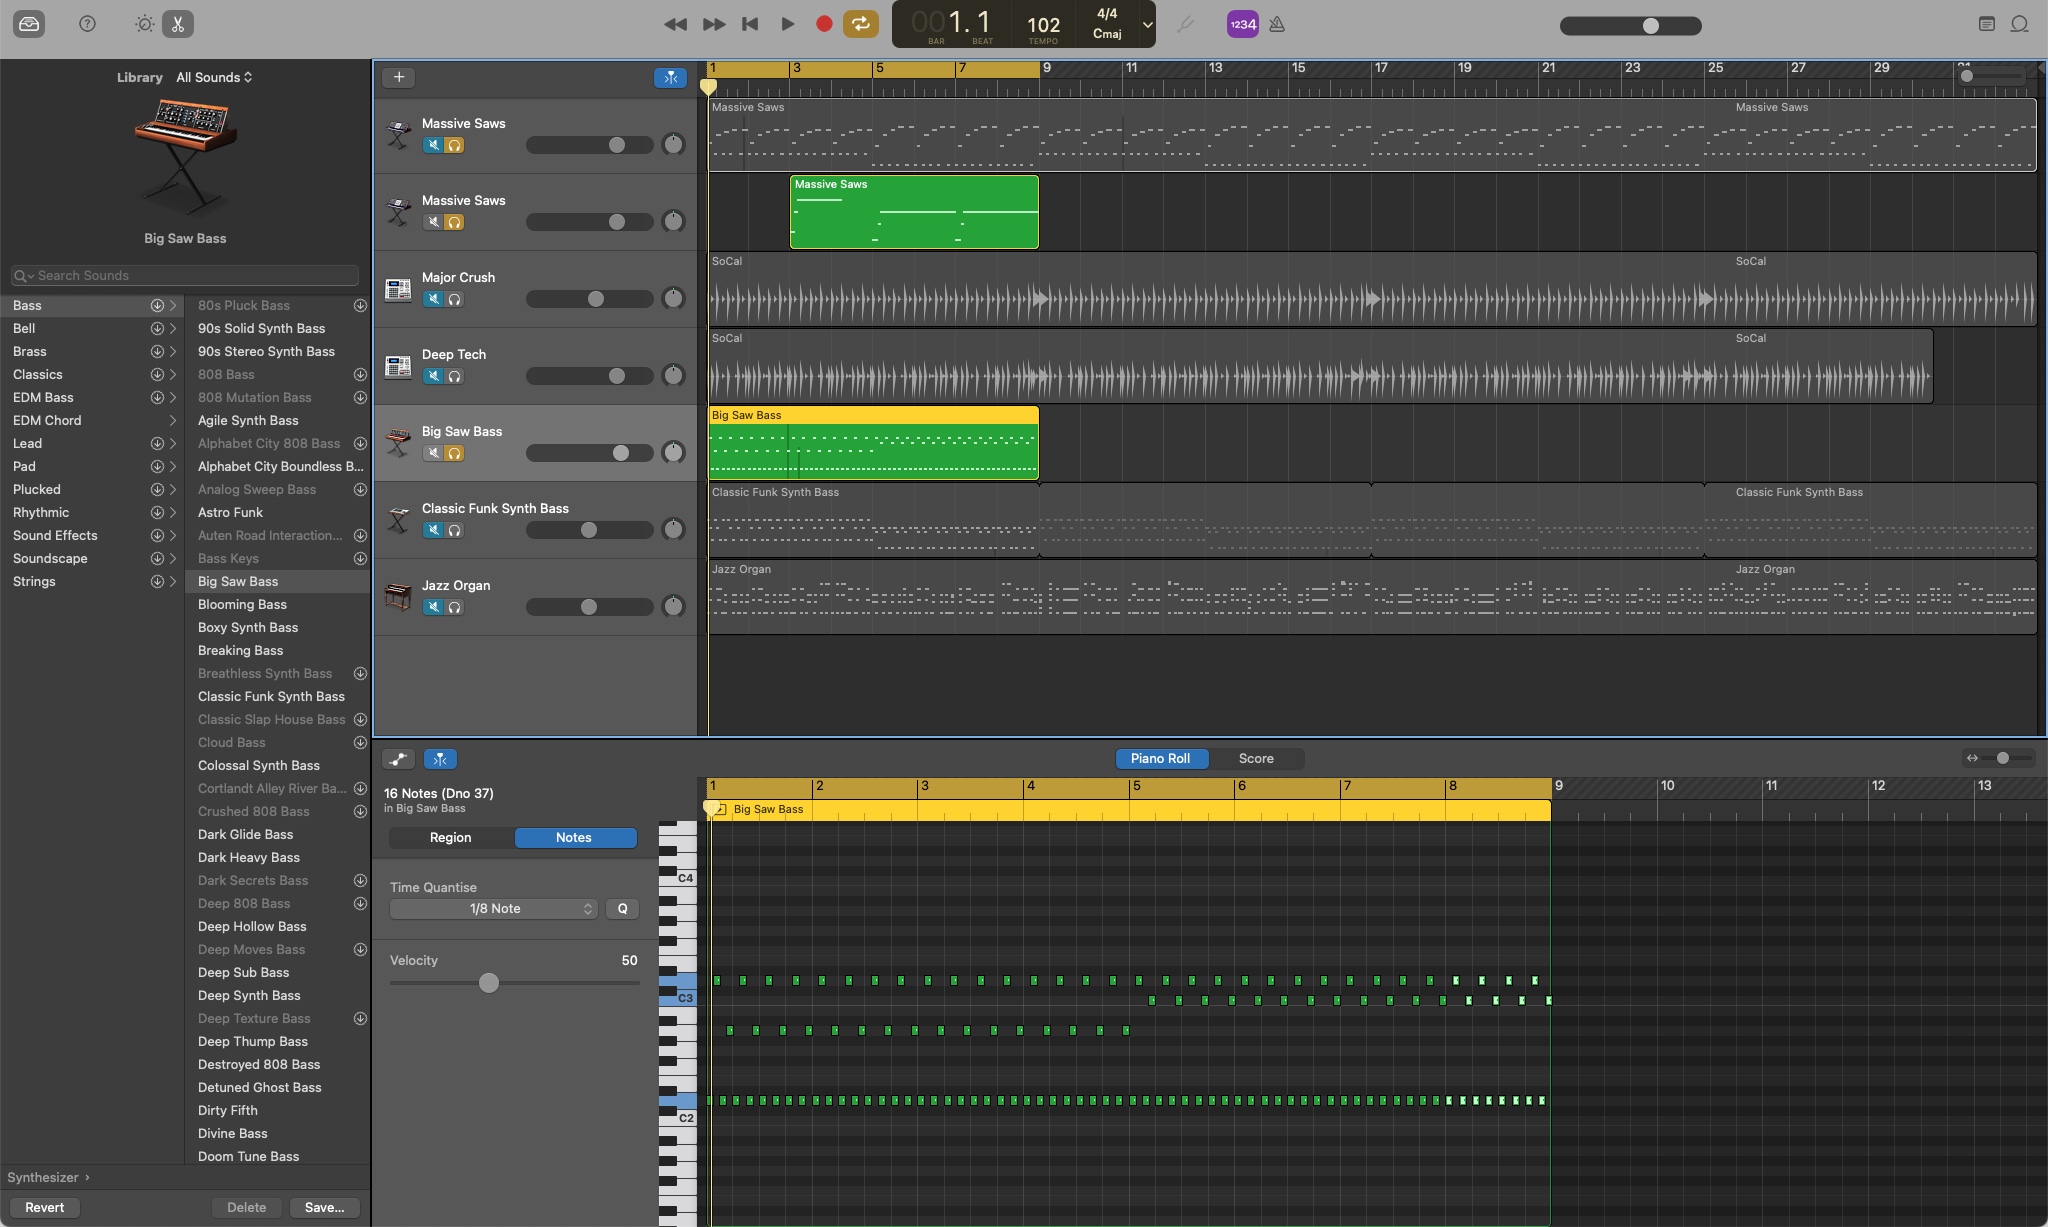 001.1
BAR
BEAT
102
TEMPO
4/4
Cmaj
1234
Library All Sounds
Big Saw Bass
Search Sounds
Bass
Bell
Brass
Classics
EDM Bass
EDM Chord
Lead
Pad
Plucked
Rhythmic
Sound Effects
Soundscape
Strings
80s Pluck Bass
90s Solid Synth Bass
90s Stereo Synth Bass
808 Bass
808 Mutation Bass
Agile Synth Bass
Alphabet City 808 Bass
Alphabet City Boundless B...
Analog Sweep Bass
Astro Funk
Auten Road Interaction...
Bass Keys
Big Saw Bass
Blooming Bass
Boxy Synth Bass
Breaking Bass
Breathless Synth Bass
Classic Funk Synth Bass
Classic Slap House Bass
Cloud Bass
Colossal Synth Bass
Cortlandt Alley River Ba...
Crushed 808 Bass
Dark Glide Bass
Dark Heavy Bass
Dark Secrets Bass
Deep 808 Bass
Deep Hollow Bass
Deep Moves Bass
Deep Sub Bass
Deep Synth Bass
Deep Texture Bass
Deep Thump Bass
Destroyed 808 Bass
Detuned Ghost Bass
Dirty Fifth
Divine Bass
Doom Tune Bass
Synthesizer ›
Revert
Delete
Save...
1 3 5 7 9 11 13 15 17 19 21 23 25 27 29 31
Massive Saws
Massive Saws
Major Crush
Deep Tech
Big Saw Bass
Classic Funk Synth Bass
Jazz Organ
Massive Saws Massive Saws
Massive Saws
SoCal SoCal
SoCal SoCal
Big Saw Bass
Classic Funk Synth Bass Classic Funk Synth Bass
Jazz Organ Jazz Organ
Piano Roll
Score
16 Notes (Dno 37)
in Big Saw Bass
Region
Notes
Time Quantise
1/8 Note
Q
Velocity 50
1 2 3 4 5 6 7 8 9 10 11 12 13
Big Saw Bass
C4
C3
C2